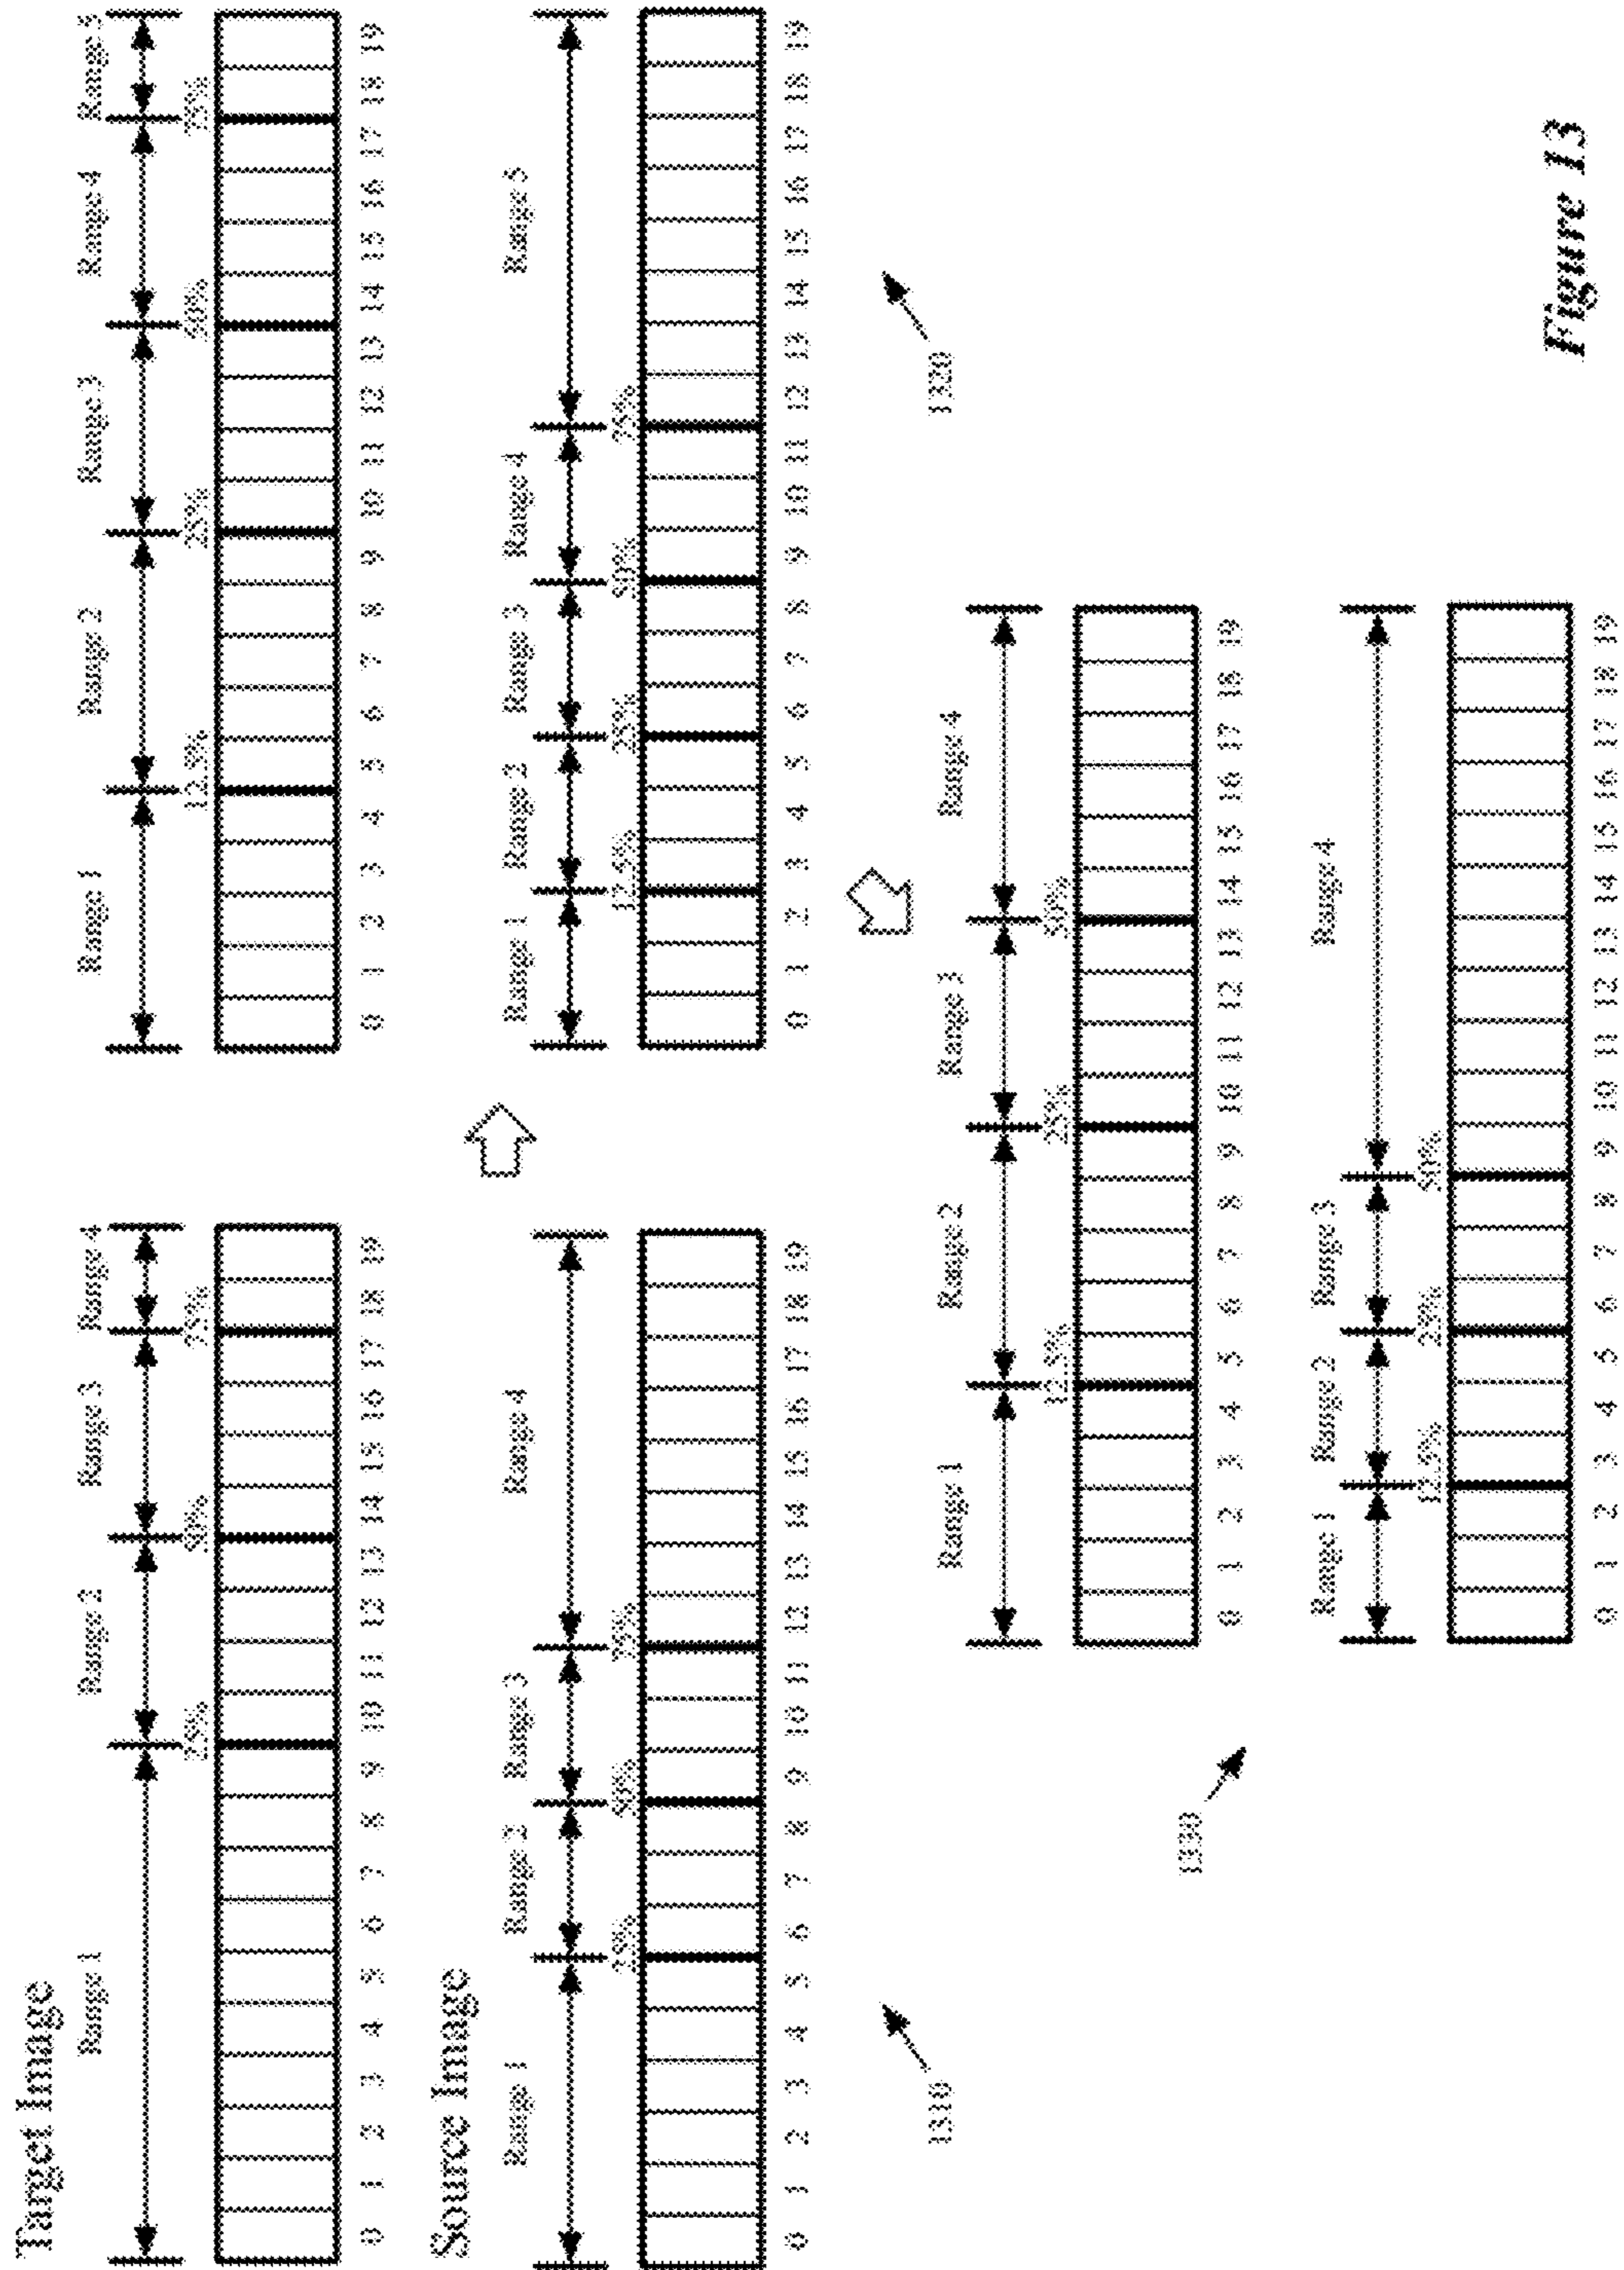 Target Image
Range 1 Range 2 Range 3 Range 4
25% 50% 75%
0 1 2 3 4 5 6 7 8 9 10 11 12 13 14 15 16 17 18 19
Source Image
Range 1 Range 2 Range 3 Range 4
25% 50% 75%
0 1 2 3 4 5 6 7 8 9 10 11 12 13 14 15 16 17 18 19
1310
Range 1 Range 2 Range 3 Range 4 Range 5
12.5% 25% 50% 75%
0 1 2 3 4 5 6 7 8 9 10 11 12 13 14 15 16 17 18 19
Range 1 Range 2 Range 3 Range 4 Range 5
12.5% 25% 50% 75%
0 1 2 3 4 5 6 7 8 9 10 11 12 13 14 15 16 17 18 19
1320
Range 1 Range 2 Range 3 Range 4
12.5% 25% 50%
0 1 2 3 4 5 6 7 8 9 10 11 12 13 14 15 16 17 18 19
Range 1 Range 2 Range 3 Range 4
12.5% 25% 50%
0 1 2 3 4 5 6 7 8 9 10 11 12 13 14 15 16 17 18 19
1330
Figure 13